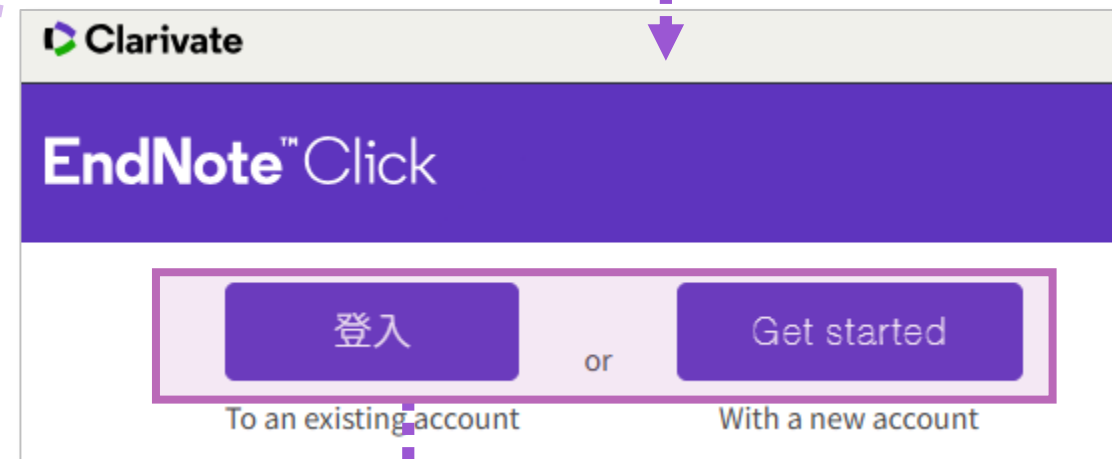 Clarivate
EndNote™ Click
登入 or Get started
To an existing account With a new account